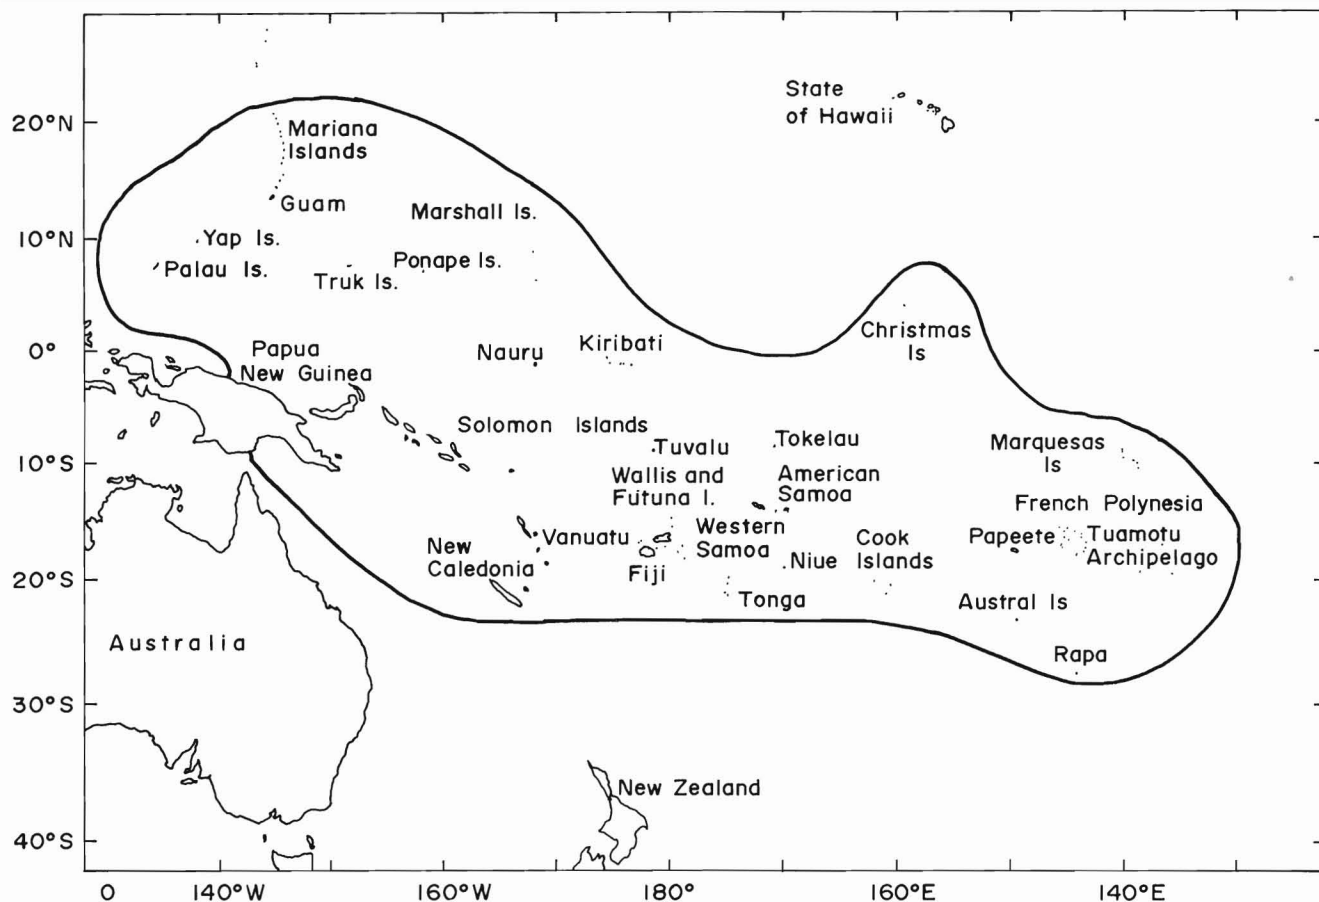 State
of Hawaii
20°N
Mariana
Islands
Guam
Marshall Is.
10°N
Yap Is.
Palau Is.
Truk Is.
Ponape Is.
0°
Papua
New Guinea
Nauru
Kiribati
Christmas
Is
Solomon Islands
Tuvalu
Tokelau
Marquesas
Is
10°S
Wallis and
Futuna I.
American
Samoa
French Polynesia
Vanuatu
Western
Samoa
Cook
Islands
Papeete
Tuamotu
Archipelago
New
Caledonia
Fiji
Niue
20°S
Tonga
Austral Is
Australia
Rapa
30°S
New Zealand
40°S
0
140°W
160°W
180°
160°E
140°E